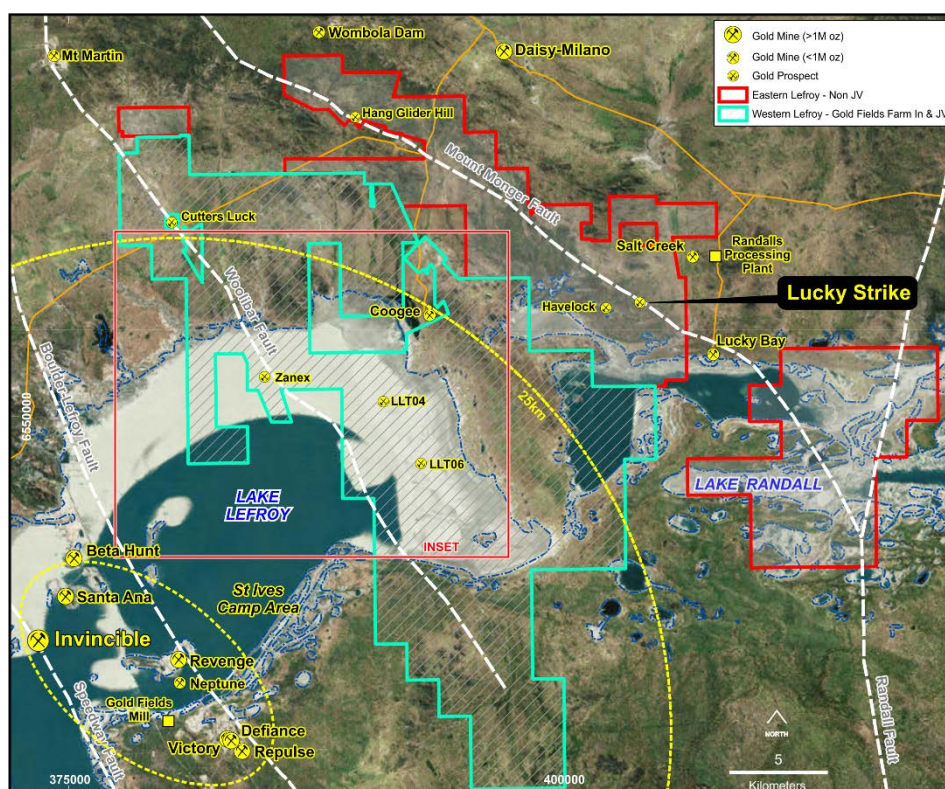 Wombola Dam
Mt Martin
Daisy-Milano
Gold Mine (>1M oz)
Gold Mine (<1M oz)
Gold Prospect
Eastern Lefroy - Non JV
Western Lefroy - Gold Fields Farm In & JV
Hang Glider Hill
Mount Monger Fault
Cutters Luck
Salt Creek
Randalls
Processing
Plant
Woolibar Fault
Lucky Strike
Havelock
Coogee
Lucky Bay
Boulder-Lefroy Fault
Zanex
25km
LLT04
6550000
LLT06
LAKE
LEFROY
LAKE RANDALL
INSET
Beta Hunt
Santa Ana
St Ives
Camp Area
Invincible
Revenge
Neptune
Speedway Fault
Gold Fields
Mill
Randall Fault
Defiance
Victory
Repulse
NORTH
5
Kilometers
375000
400000